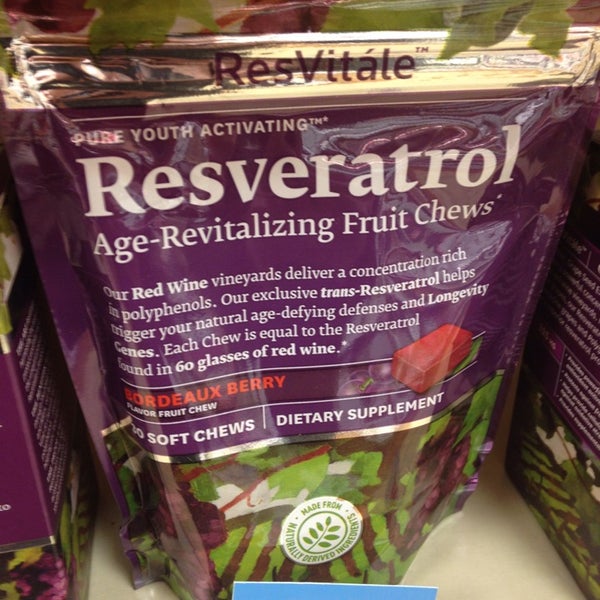 ResVitále™
PURE YOUTH ACTIVATING™*
Resveratrol
Age-Revitalizing Fruit Chews*
Our Red Wine vineyards deliver a concentration rich
in polyphenols. Our exclusive trans-Resveratrol helps
trigger your natural age-defying defenses and Longevity
Genes. Each Chew is equal to the Resveratrol
found in 60 glasses of red wine.*
BORDEAUX BERRY
FLAVOR FRUIT CHEW
SOFT CHEWS | DIETARY SUPPLEMENT
MADE FROM
NATURALLY DERIVED INGREDIENTS